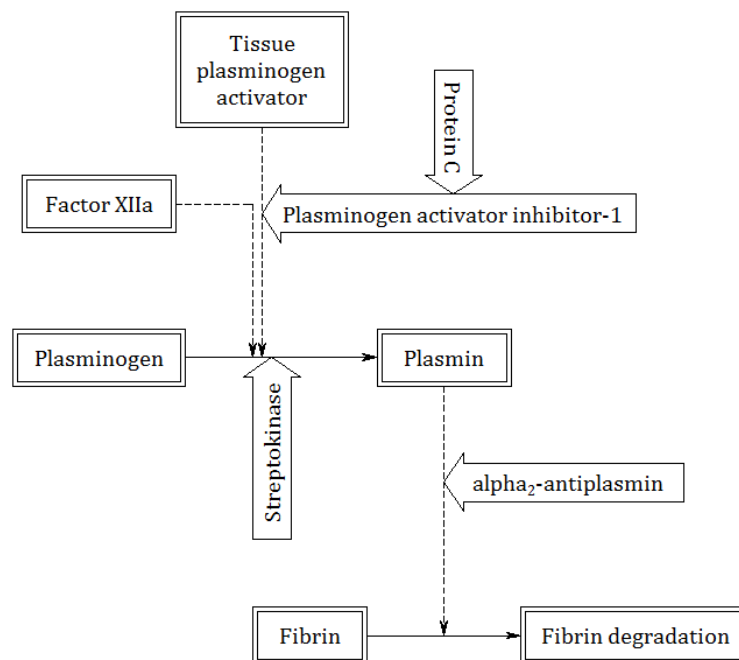 Tissue
plasminogen
activator
Protein C
Factor XIIa
Plasminogen activator inhibitor-1
Plasminogen
Plasmin
Streptokinase
alpha₂-antiplasmin
Fibrin
Fibrin degradation